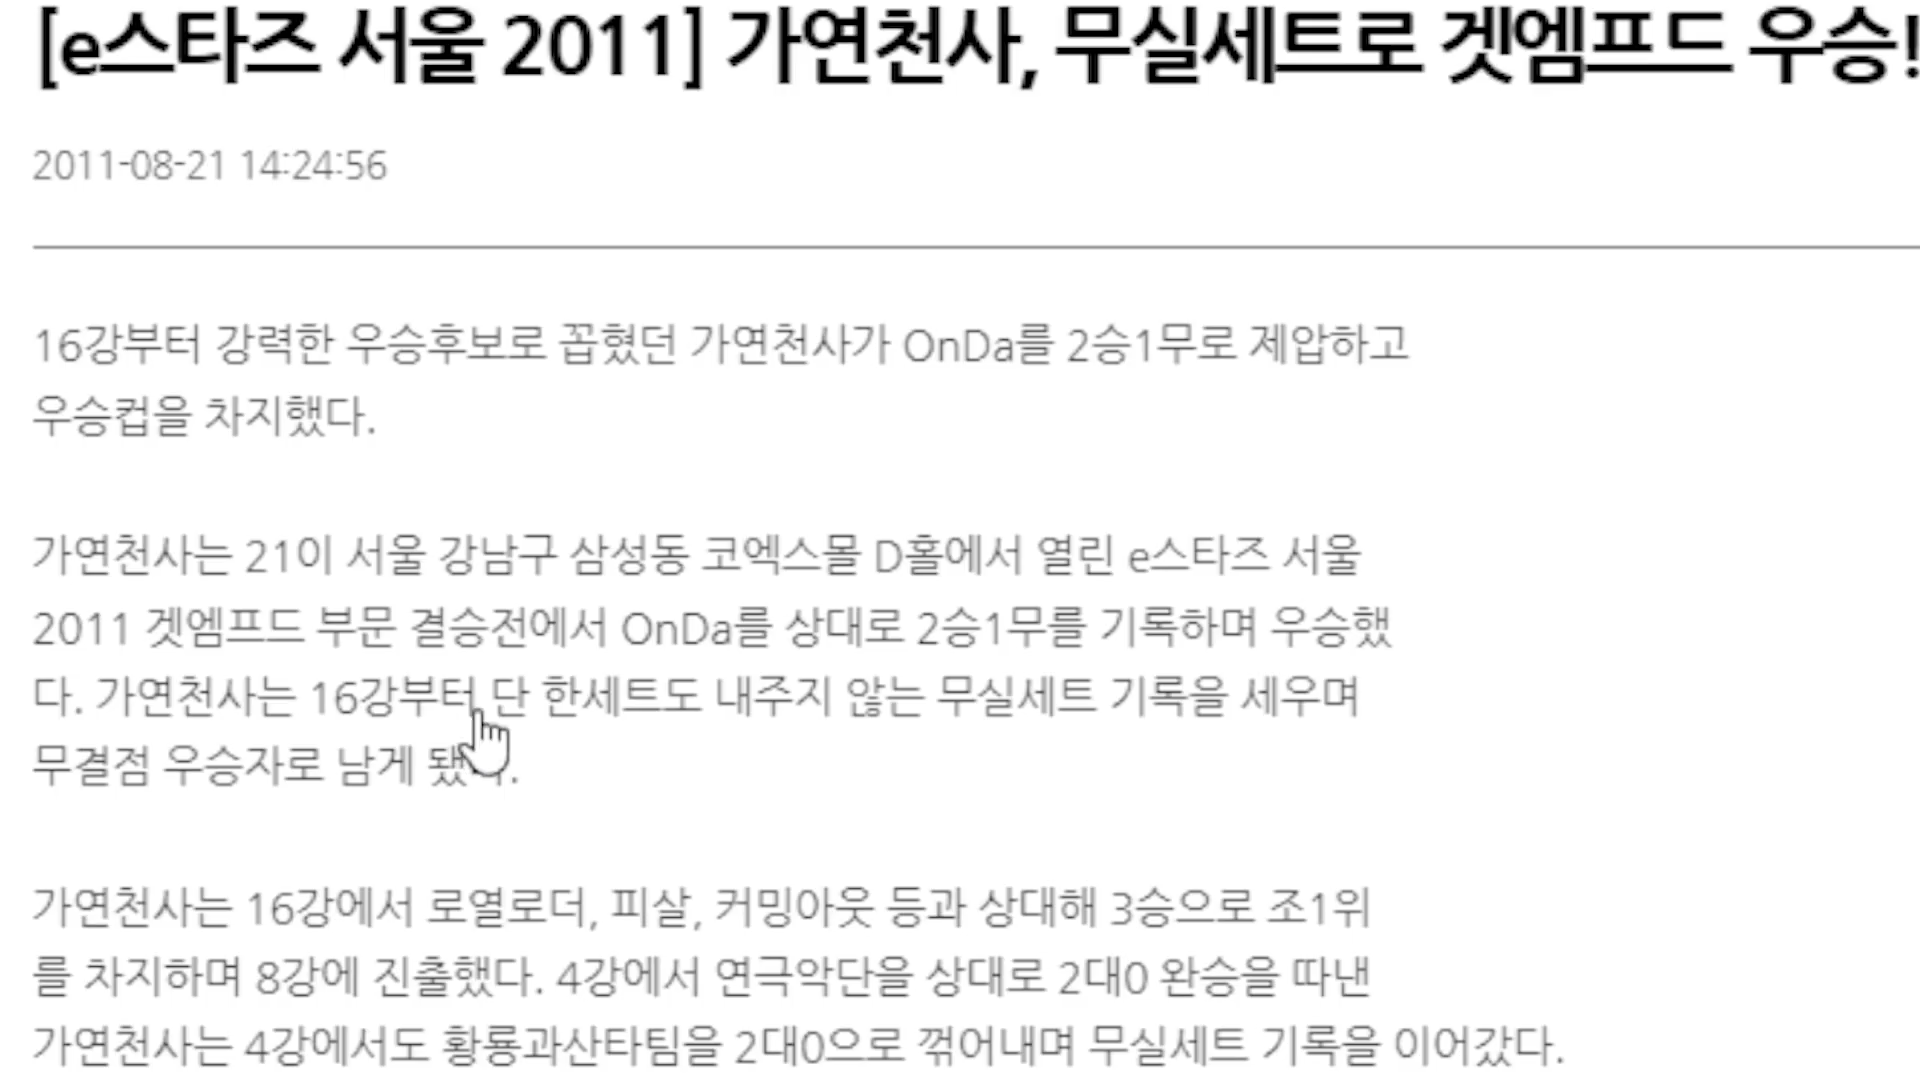 [e스타즈 서울 2011] 가연천사, 무실세트로 겟엠프드 우승!
2011-08-21 14:24:56
16강부터 강력한 우승후보로 꼽혔던 가연천사가 OnDa를 2승1무로 제압하고
우승컵을 차지했다.
가연천사는 21이 서울 강남구 삼성동 코엑스몰 D홀에서 열린 e스타즈 서울
2011 겟엠프드 부문 결승전에서 OnDa를 상대로 2승1무를 기록하며 우승했
다. 가연천사는 16강부터 단 한세트도 내주지 않는 무실세트 기록을 세우며
무결점 우승자로 남게
가연천사는 16강에서 로열로더, 피살, 커밍아웃 등과 상대해 3승으로 조1위
를 차지하며 8강에 진출했다. 4강에서 연극악단을 상대로 2대0 완승을 따낸
가연천사는 4강에서도 황룡과산타팀을 2대0으로 꺾어내며 무실세트 기록을 이어갔다.